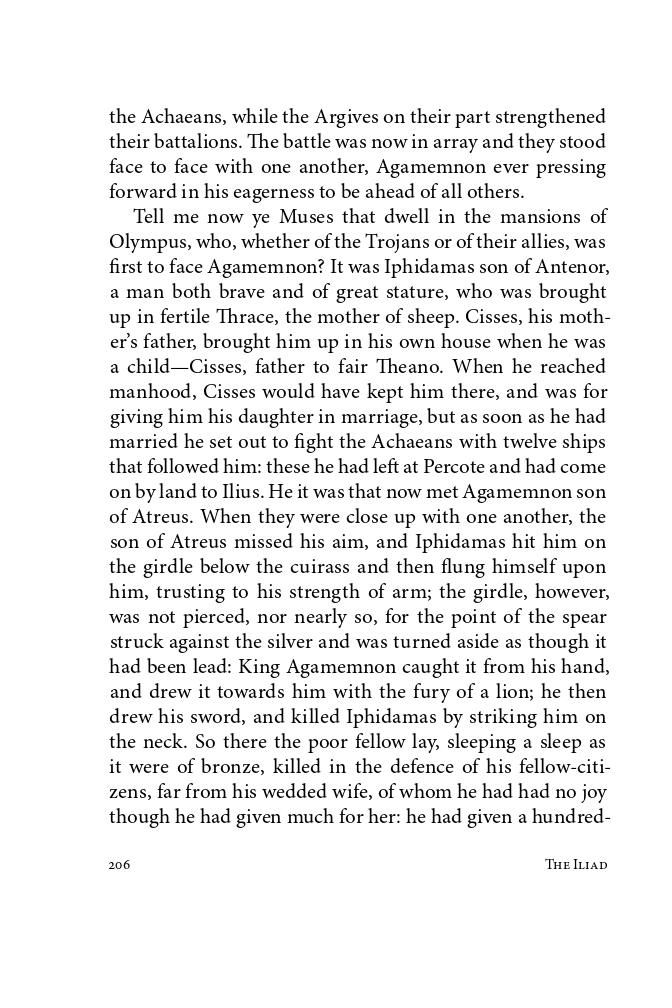 the Achaeans, while the Argives on their part strengthened
their battalions. The battle was now in array and they stood
face to face with one another, Agamemnon ever pressing
forward in his eagerness to be ahead of all others.
Tell me now ye Muses that dwell in the mansions of
Olympus, who, whether of the Trojans or of their allies, was
first to face Agamemnon? It was Iphidamas son of Antenor,
a man both brave and of great stature, who was brought
up in fertile Thrace, the mother of sheep. Cisses, his moth-
er’s father, brought him up in his own house when he was
a child—Cisses, father to fair Theano. When he reached
manhood, Cisses would have kept him there, and was for
giving him his daughter in marriage, but as soon as he had
married he set out to fight the Achaeans with twelve ships
that followed him: these he had left at Percote and had come
on by land to Ilius. He it was that now met Agamemnon son
of Atreus. When they were close up with one another, the
son of Atreus missed his aim, and Iphidamas hit him on
the girdle below the cuirass and then flung himself upon
him, trusting to his strength of arm; the girdle, however,
was not pierced, nor nearly so, for the point of the spear
struck against the silver and was turned aside as though it
had been lead: King Agamemnon caught it from his hand,
and drew it towards him with the fury of a lion; he then
drew his sword, and killed Iphidamas by striking him on
the neck. So there the poor fellow lay, sleeping a sleep as
it were of bronze, killed in the defence of his fellow-citi-
zens, far from his wedded wife, of whom he had had no joy
though he had given much for her: he had given a hundred-
206 The Iliad